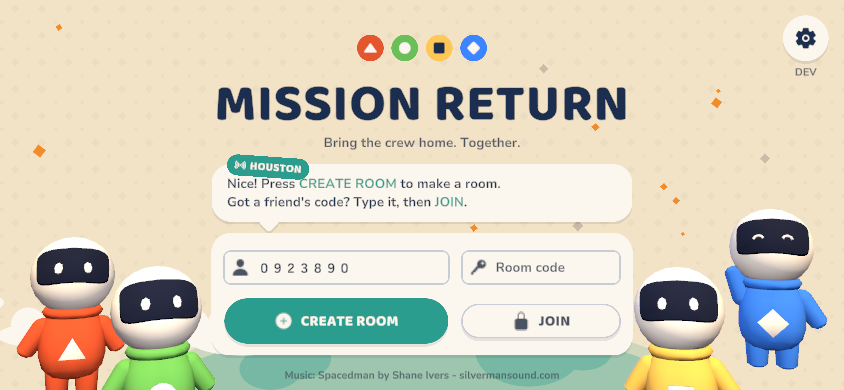 DEV
MISSION RETURN
Bring the crew home. Together.
HOUSTON
Nice! Press CREATE ROOM to make a room.
Got a friend's code? Type it, then JOIN.
0923890
Room code
CREATE ROOM
JOIN
Music: Spacedman by Shane Ivers - silvermansound.com